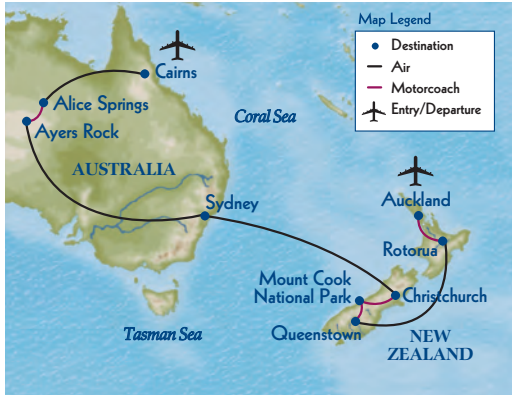 Map Legend
Destination
Air
Motorcoach
Entry/Departure
Cairns
Alice Springs
Ayers Rock
Coral Sea
AUSTRALIA
Sydney
Auckland
Rotorua
Mount Cook
National Park
Christchurch
Tasman Sea
Queenstown
NEW
ZEALAND